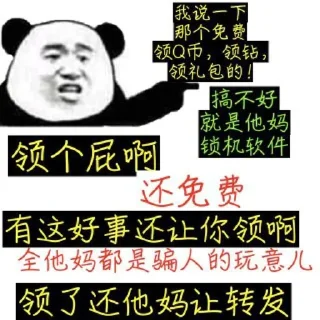 我说一下
那个免费
领Q币，领钻，
领礼包的！
搞不好
就是他妈
锁机软件
领个屁啊
还免费
有这好事还让你领啊
全他妈都是骗人的玩意儿
领了还他妈让转发